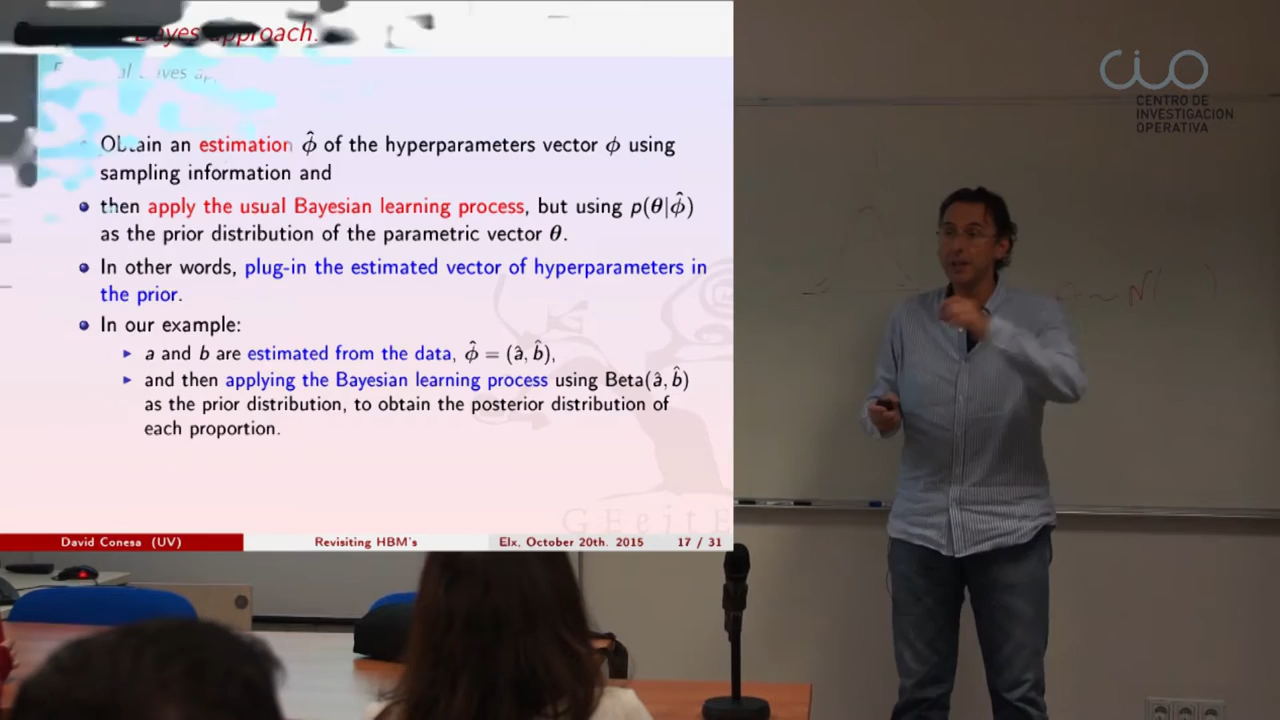 Bayes approach.
Obtain an estimation φ̂ of the hyperparameters vector φ using
sampling information and
then apply the usual Bayesian learning process, but using p(θ|φ̂)
as the prior distribution of the parametric vector θ.
In other words, plug-in the estimated vector of hyperparameters in
the prior.
In our example:
a and b are estimated from the data, φ̂ = (â, b̂),
and then applying the Bayesian learning process using Beta(â, b̂)
as the prior distribution, to obtain the posterior distribution of
each proportion.
GEeitE
David Conesa (UV) Revisiting HBM's Elx, October 20th. 2015 17 / 31
CIO
CENTRO DE
INVESTIGACION
OPERATIVA
~ N( )